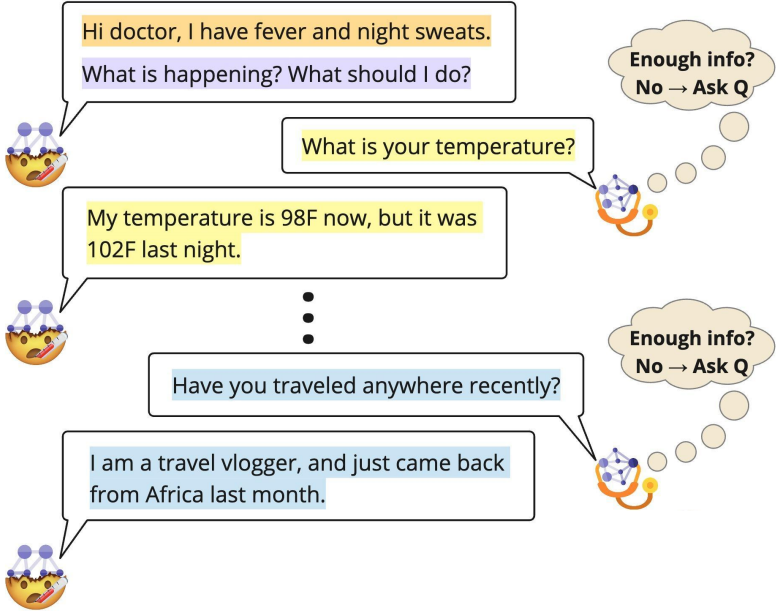 Hi doctor, I have fever and night sweats.
What is happening? What should I do?
Enough info?
No → Ask Q
What is your temperature?
My temperature is 98F now, but it was
102F last night.
Enough info?
No → Ask Q
Have you traveled anywhere recently?
I am a travel vlogger, and just came back
from Africa last month.